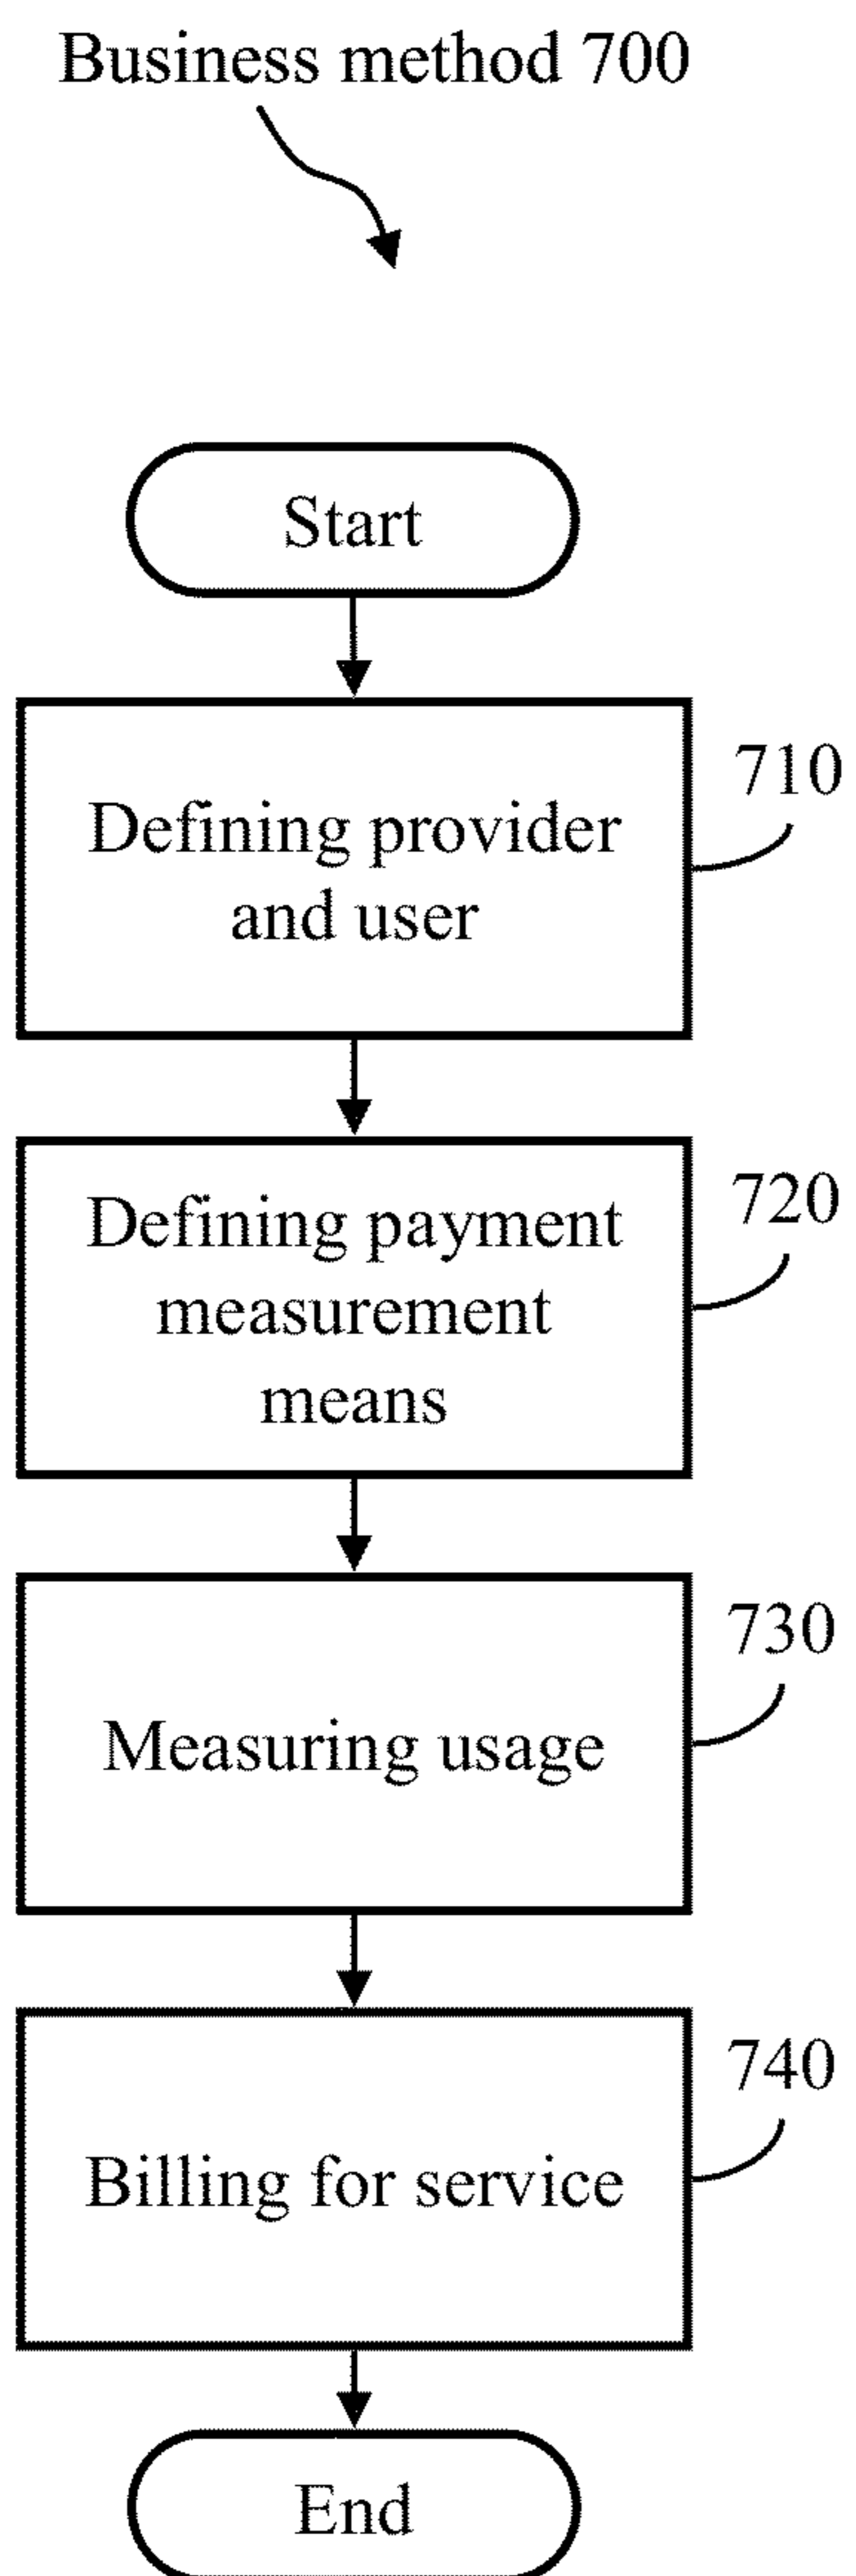 Business method 700
Start
710
Defining provider
and user
720
Defining payment
measurement
means
730
Measuring usage
740
Billing for service
End